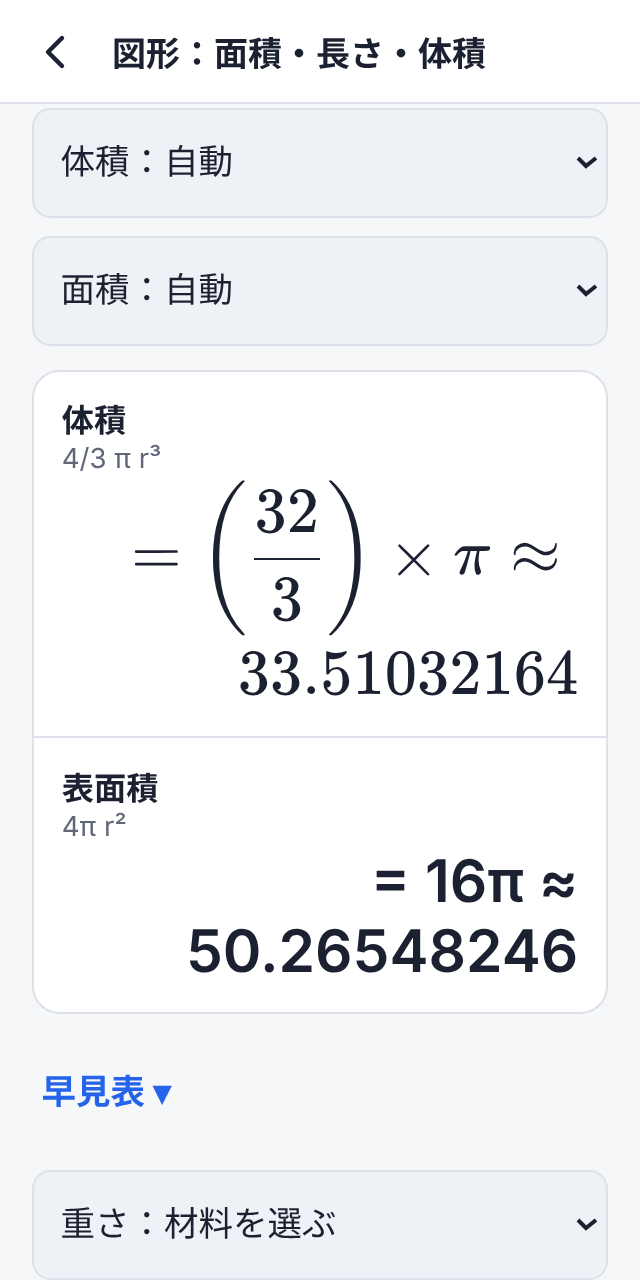 図形：面積・長さ・体積
体積：自動
面積：自動
体積
4/3 π r³
= (32/3) × π ≈
33.51032164
表面積
4π r²
= 16π ≈
50.26548246
早見表 ▼
重さ：材料を選ぶ